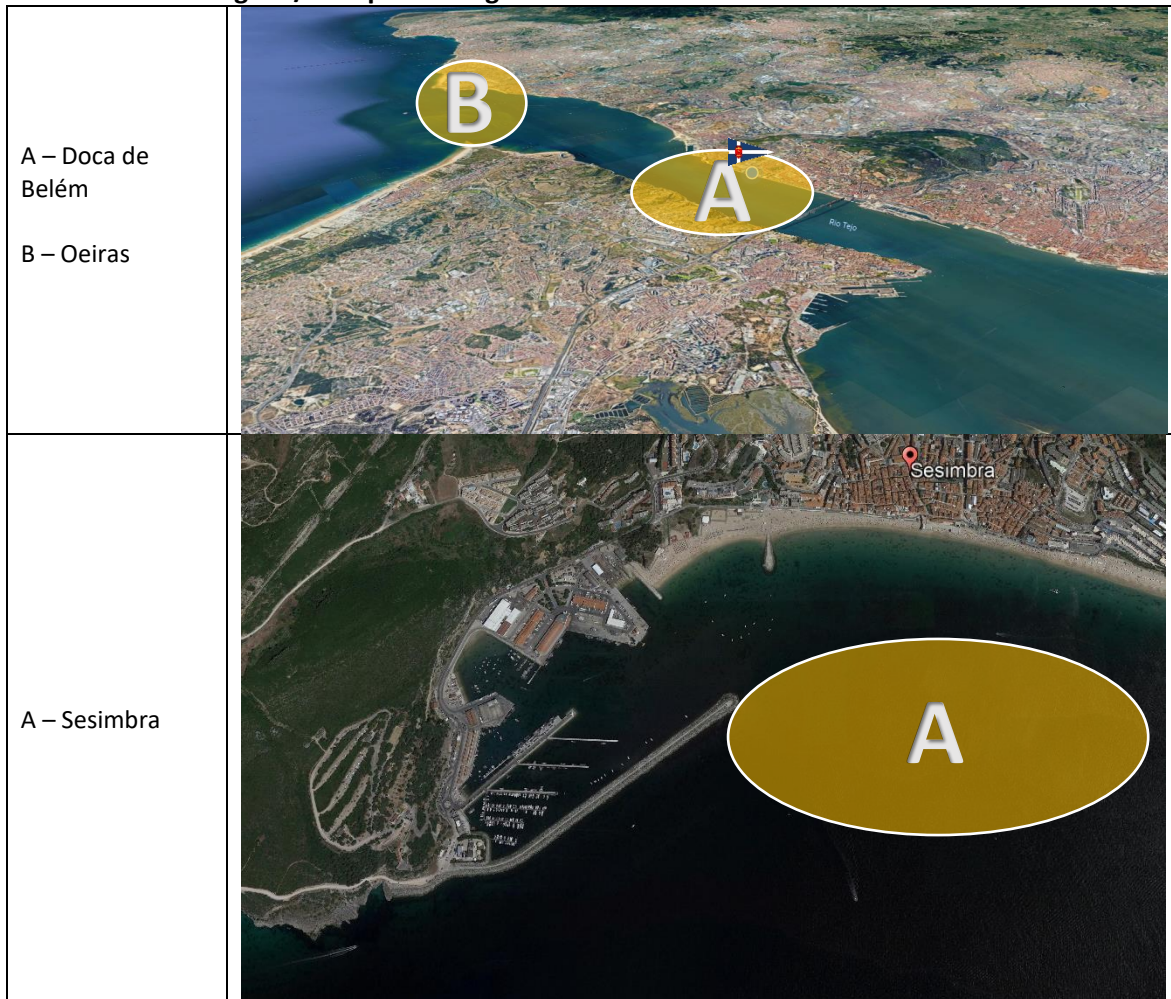 A – Doca de
Belém
B – Oeiras
B
A
Rio Tejo
A – Sesimbra
Sesimbra
A